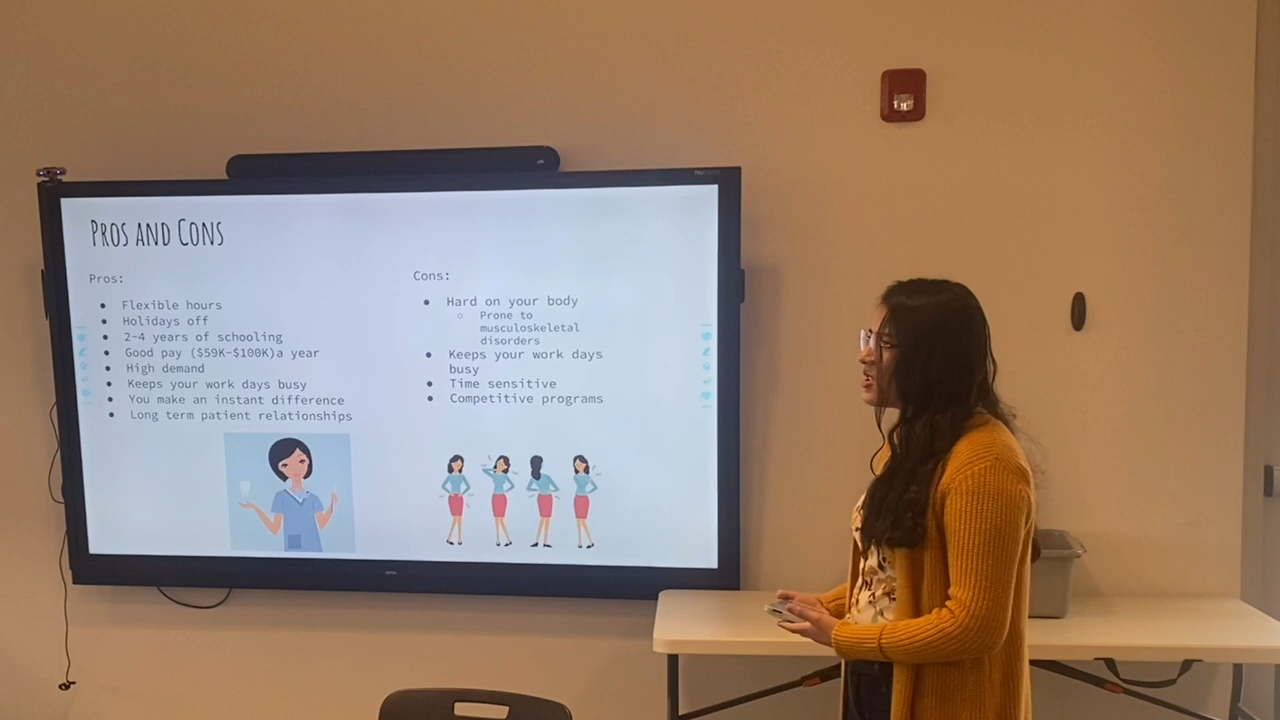 Pros and Cons
Pros:
● Flexible hours
● Holidays off
● 2-4 years of schooling
● Good pay ($59K-$100K)a year
● High demand
● Keeps your work days busy
● You make an instant difference
● Long term patient relationships
Cons:
● Hard on your body
○ Prone to
musculoskeletal
disorders
● Keeps your work days
busy
● Time sensitive
● Competitive programs